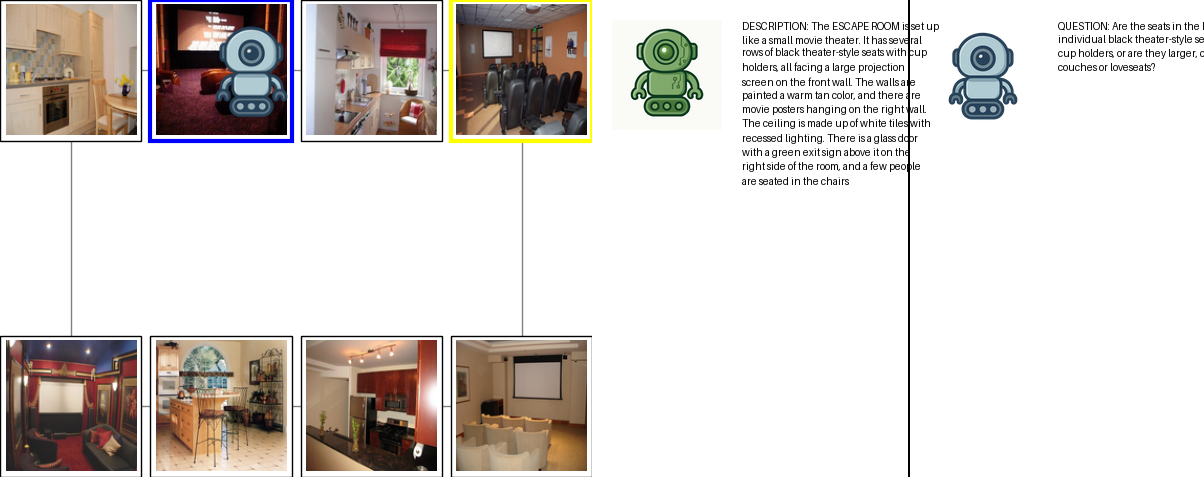 DESCRIPTION: The ESCAPE ROOM is set up
like a small movie theater. It has several
rows of black theater-style seats with cup
holders, all facing a large projection
screen on the front wall. The walls are
painted a warm tan color, and there are
movie posters hanging on the right wall.
The ceiling is made up of white tiles with
recessed lighting. There is a glass door
with a green exit sign above it on the
right side of the room, and a few people
are seated in the chairs
QUESTION: Are the seats in the
individual black theater-style
cup holders, or are they larger,
couches or loveseats?